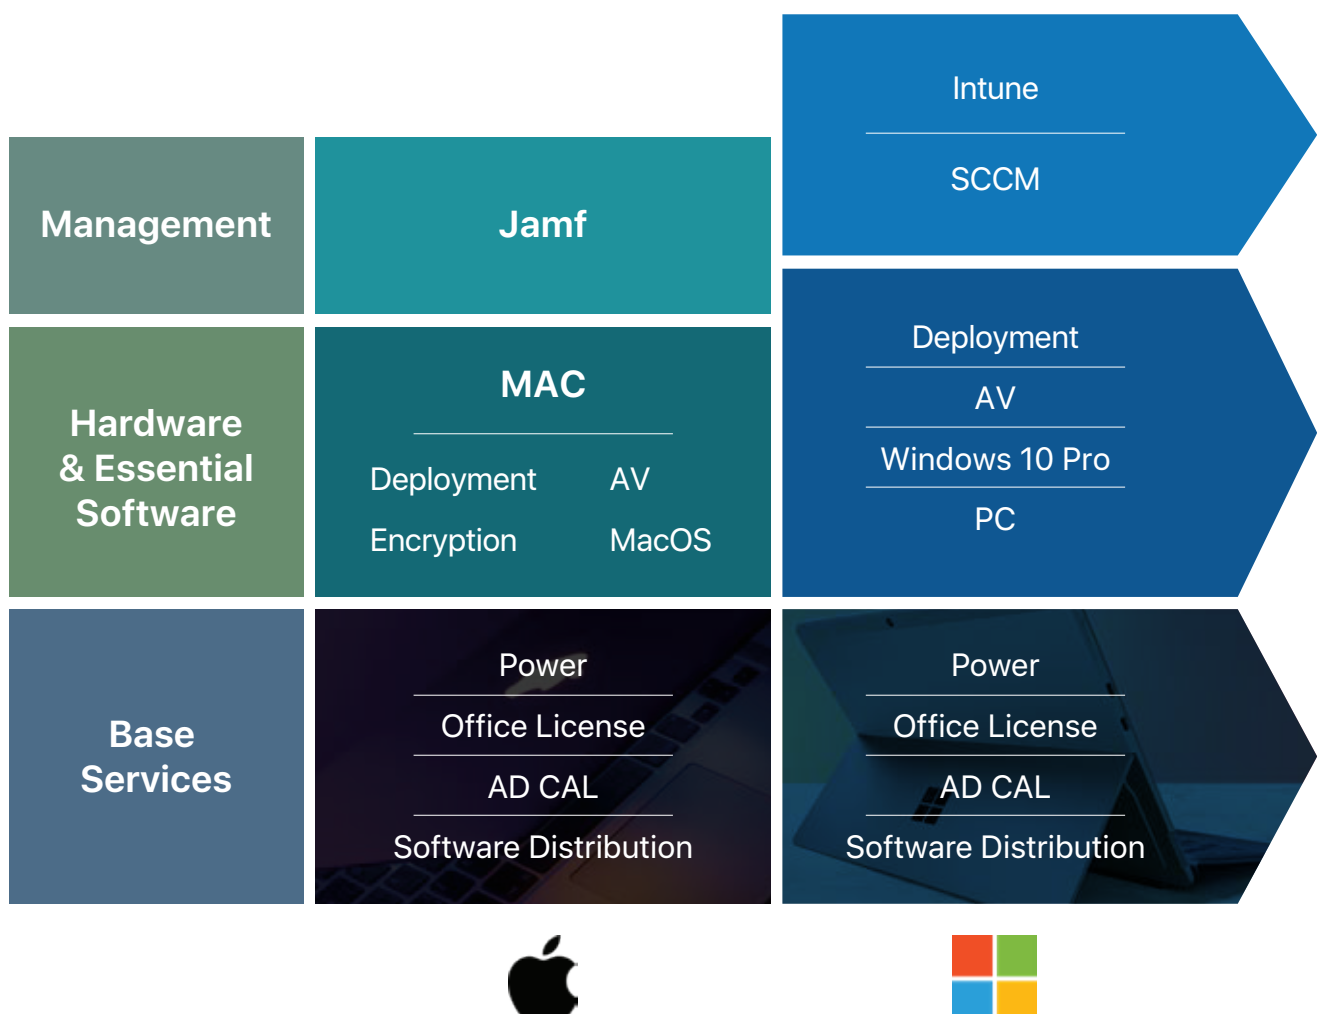 Management
Jamf
Intune
SCCM
Hardware
& Essential
Software
MAC
Deployment AV
Encryption MacOS
Deployment
AV
Windows 10 Pro
PC
Base
Services
Power
Office License
AD CAL
Software Distribution
Power
Office License
AD CAL
Software Distribution